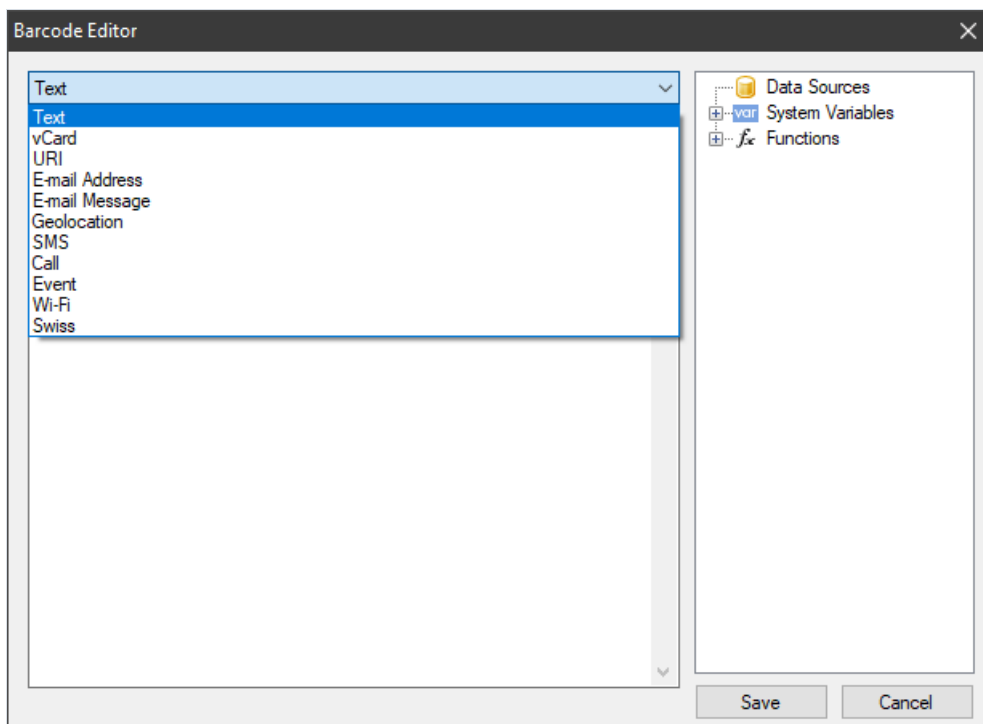 Barcode Editor
Text
Text
vCard
URI
E-mail Address
E-mail Message
Geolocation
SMS
Call
Event
Wi-Fi
Swiss
Data Sources
var System Variables
fx Functions
Save
Cancel